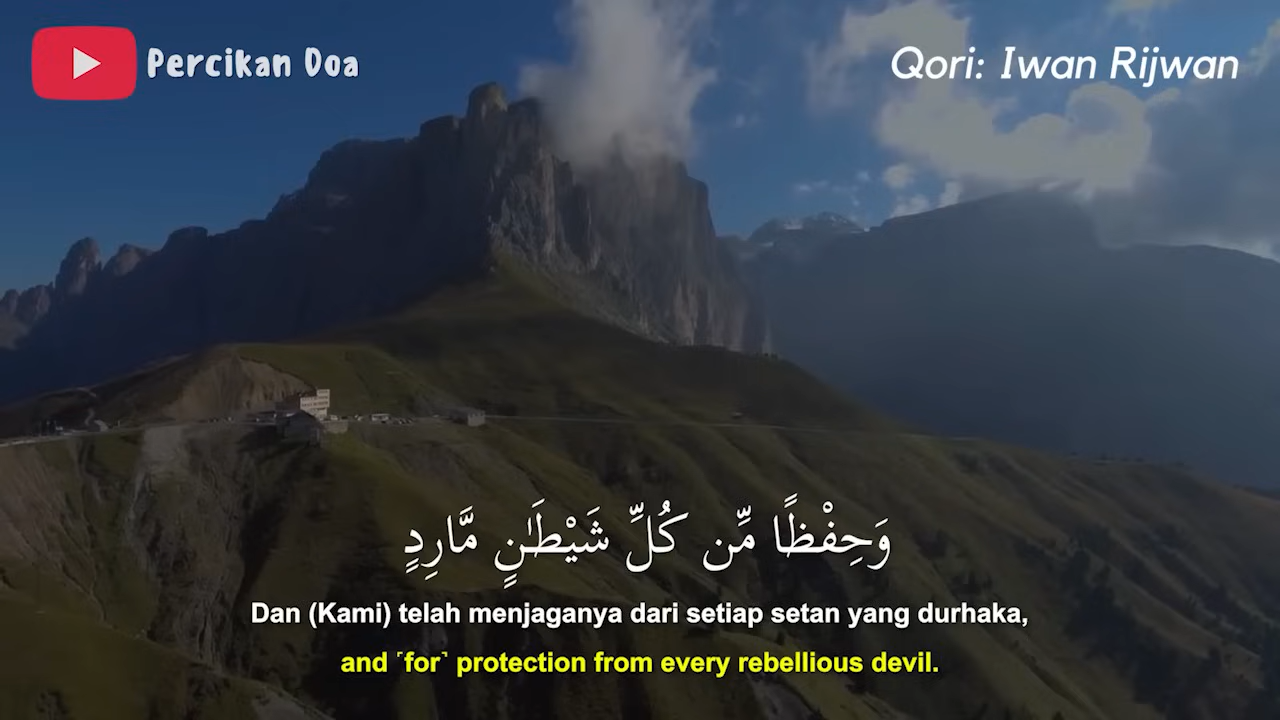 Percikan Doa
Qori: Iwan Rijwan
وَحِفْظًا مِّن كُلِّ شَيْطَٰنٍ مَّارِدٍ
Dan (Kami) telah menjaganya dari setiap setan yang durhaka,
and ˹for˺ protection from every rebellious devil.